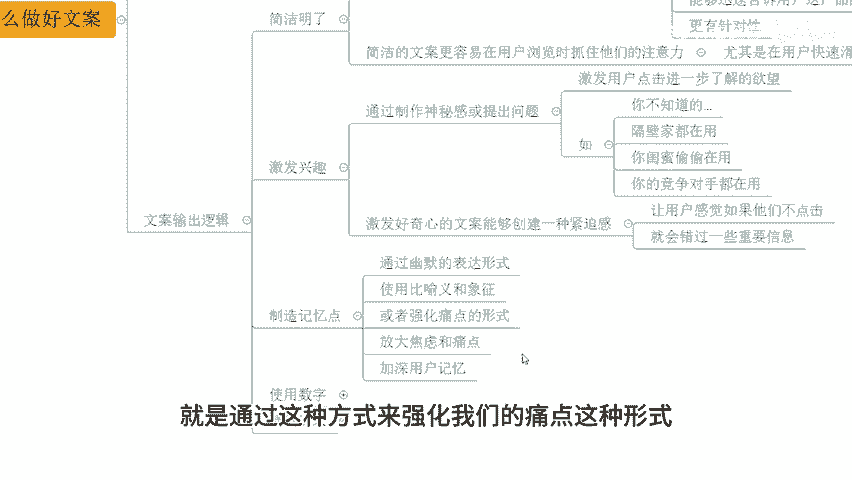 么做好文案
简洁明了
更有针对性
简洁的文案更容易在用户浏览时抓住他们的注意力
尤其是在用户快速滑
激发用户点击进一步了解的欲望
通过制作神秘感或提出问题
你不知道的...
隔壁家都在用
如
你闺蜜偷偷在用
你的竞争对手都在用
激发兴趣
文案输出逻辑
让用户感觉如果他们不点击
激发好奇心的文案能够创建一种紧迫感
就会错过一些重要信息
通过幽默的表达形式
使用比喻义和象征
制造记忆点
或者强化痛点的形式
放大焦虑和痛点
加深用户记忆
使用数字
就是通过这种方式来强化我们的痛点这种形式